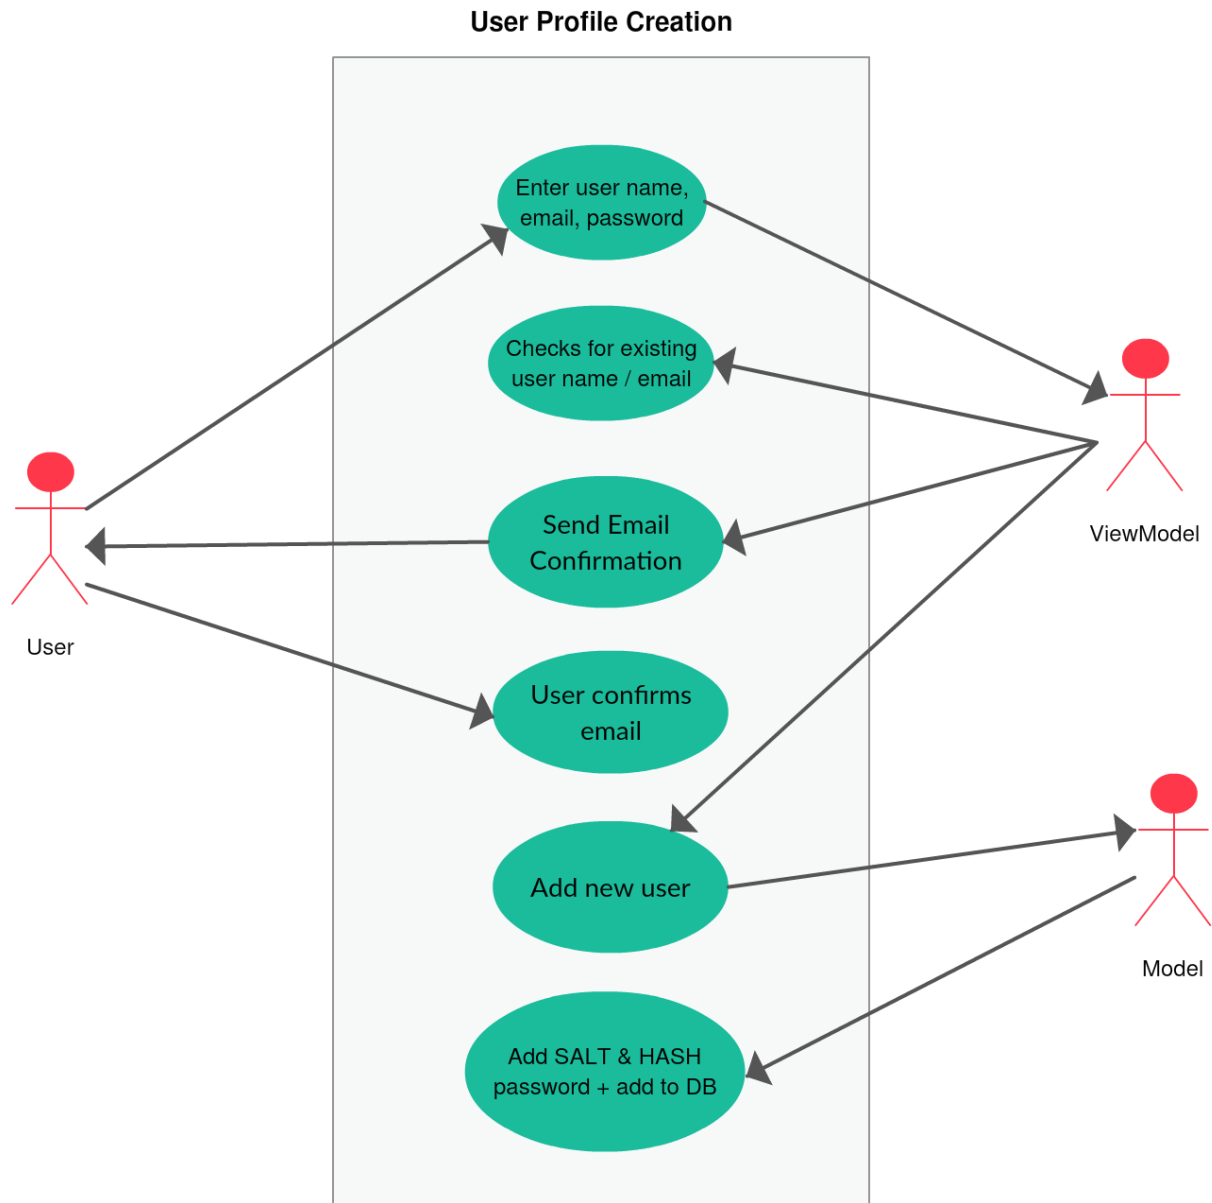 User Profile Creation
Enter user name,
email, password
Checks for existing
user name / email
Send Email
Confirmation
ViewModel
User
User confirms
email
Add new user
Model
Add SALT & HASH
password + add to DB